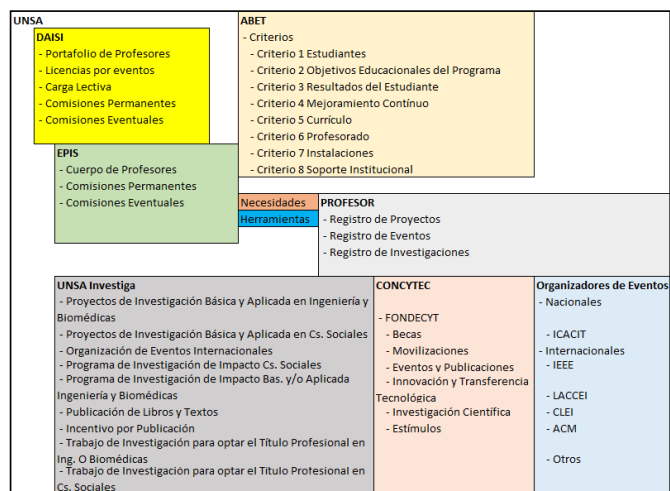 UNSA
DAISI
- Portafolio de Profesores
- Licencias por eventos
- Carga Lectiva
- Comisiones Permanentes
- Comisiones Eventuales
ABET
- Criterios
- Criterio 1 Estudiantes
- Criterio 2 Objetivos Educacionales del Programa
- Criterio 3 Resultados del Estudiante
- Criterio 4 Mejoramiento Contínuo
- Criterio 5 Currículo
- Criterio 6 Profesorado
- Criterio 7 Instalaciones
- Criterio 8 Soporte Institucional
EPIS
- Cuerpo de Profesores
- Comisiones Permanentes
- Comisiones Eventuales
Necesidades
Herramientas
PROFESOR
- Registro de Proyectos
- Registro de Eventos
- Registro de Investigaciones
UNSA Investiga
- Proyectos de Investigación Básica y Aplicada en Ingeniería y
Biomédicas
- Proyectos de Investigación Básica y Aplicada en Cs. Sociales
- Organización de Eventos Internacionales
- Programa de Investigación de Impacto Cs. Sociales
- Programa de Investigación de Impacto Bas. y/o Aplicada
Ingeniería y Biomédicas
- Publicación de Libros y Textos
- Incentivo por Publicación
- Trabajo de Investigación para optar el Título Profesional en
Ing. O Biomédicas
- Trabajo de Investigación para optar el Titulo Profesional en
Cs. Sociales
CONCYTEC
- FONDECYT
- Becas
- Movilizaciones
- Eventos y Publicaciones
- Innovación y Transferencia
Tecnológica
- Investigación Científica
- Estímulos
Organizadores de Eventos
- Nacionales
- ICACIT
- Internacionales
- IEEE
- LACCEI
- CLEI
- ACM
- Otros